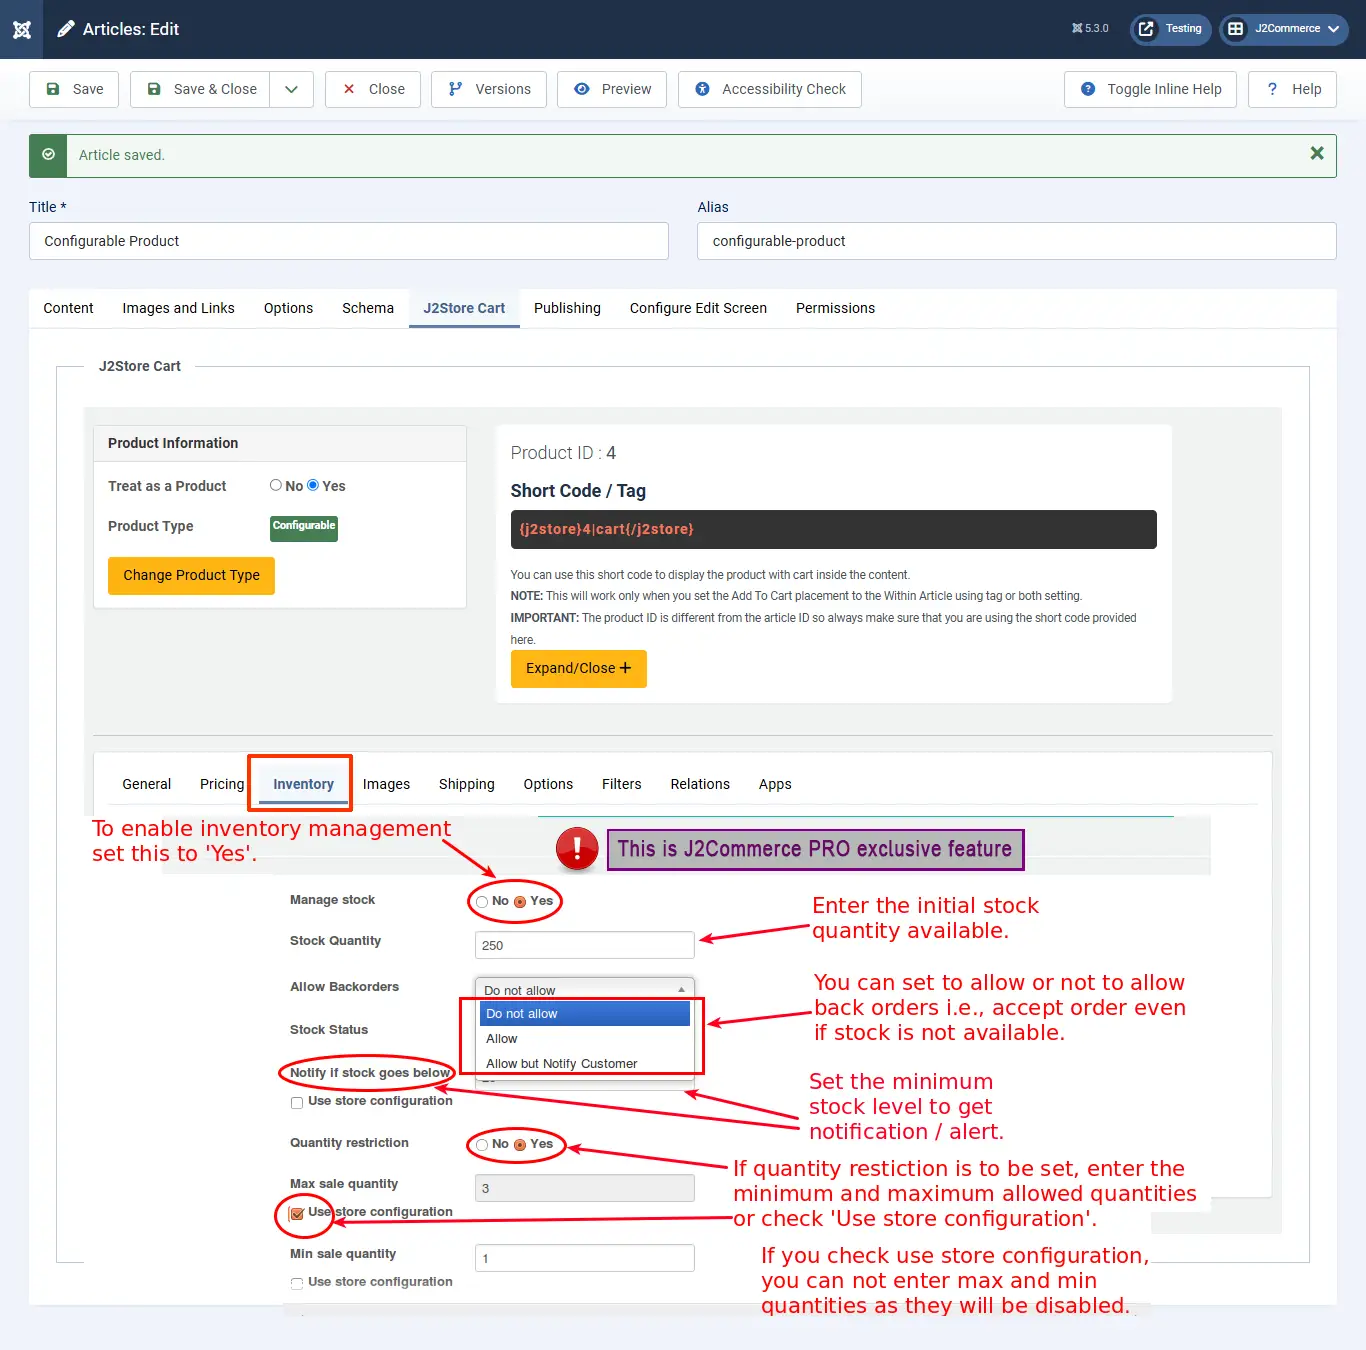 Articles: Edit
5.3.0
Testing
J2Commerce
Save
Save & Close
Close
Versions
Preview
Accessibility Check
Toggle Inline Help
? Help
Article saved.
Title *
Alias
Configurable Product
configurable-product
Content
Images and Links
Options
Schema
J2Store Cart
Publishing
Configure Edit Screen
Permissions
J2Store Cart
Product Information
Treat as a Product
No Yes
Product Type
Configurable
Change Product Type
Product ID : 4
Short Code / Tag
{j2store}4|cart{/j2store}
You can use this short code to display the product with cart inside the content.
NOTE: This will work only when you set the Add To Cart placement to the Within Article using tag or both setting.
IMPORTANT: The product ID is different from the article ID so always make sure that you are using the short code provided
here.
Expand/Close +
General
Pricing
Inventory
Images
Shipping
Options
Filters
Relations
Apps
To enable inventory management
set this to 'Yes'.
This is J2Commerce PRO exclusive feature
Manage stock
No Yes
Enter the initial stock
quantity available.
Stock Quantity
250
Allow Backorders
Do not allow
Do not allow
Allow
Allow but Notify Customer
You can set to allow or not to allow
back orders i.e., accept order even
if stock is not available.
Stock Status
Notify if stock goes below
Use store configuration
Set the minimum
stock level to get
notification / alert.
Quantity restriction
No Yes
If quantity restiction is to be set, enter the
minimum and maximum allowed quantities
or check 'Use store configuration'.
Max sale quantity
3
Use store configuration
Min sale quantity
1
Use store configuration
If you check use store configuration,
you can not enter max and min
quantities as they will be disabled.